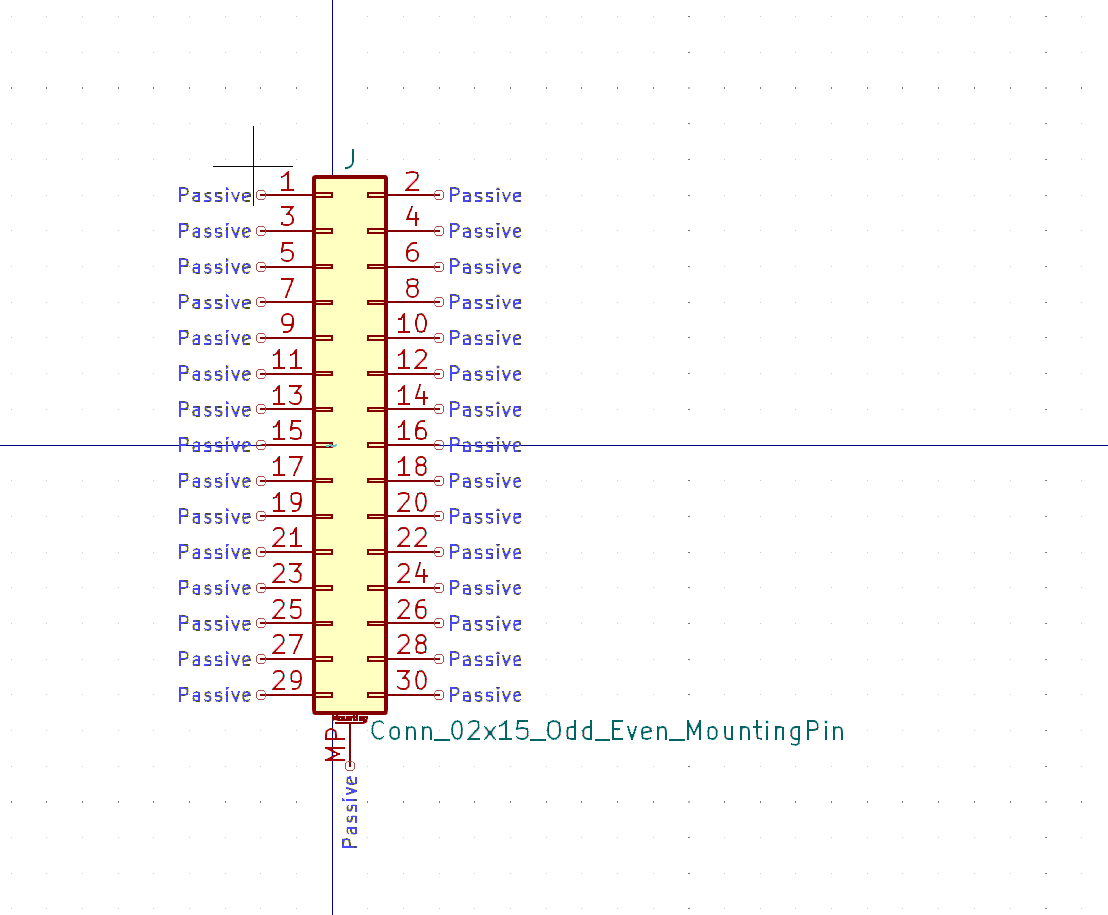 J
Passive 1 2 Passive
Passive 3 4 Passive
Passive 5 6 Passive
Passive 7 8 Passive
Passive 9 10 Passive
Passive 11 12 Passive
Passive 13 14 Passive
Passive 15 16 Passive
Passive 17 18 Passive
Passive 19 20 Passive
Passive 21 22 Passive
Passive 23 24 Passive
Passive 25 26 Passive
Passive 27 28 Passive
Passive 29 30 Passive
Mounting
MP
Conn_02x15_Odd_Even_MountingPin
Passive